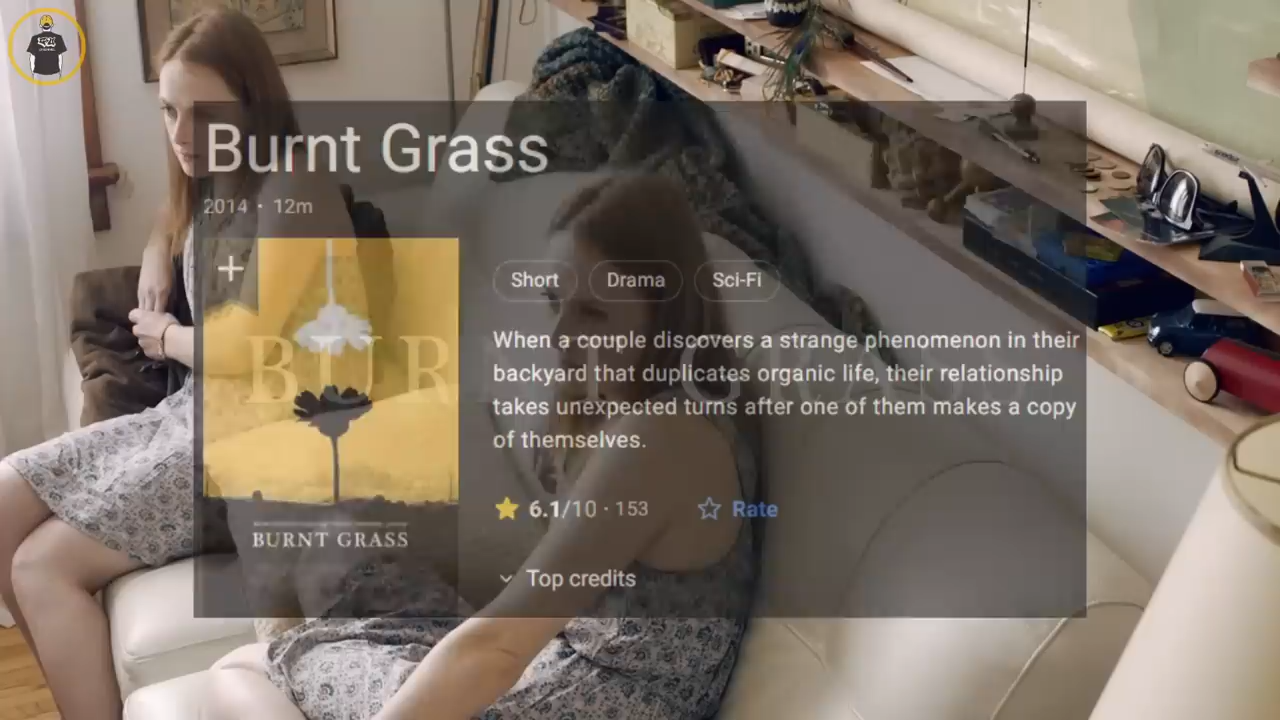 Burnt Grass
2014 · 12m
+
Short Drama Sci-Fi
BUR
When a couple discovers a strange phenomenon in their
backyard that duplicates organic life, their relationship
takes unexpected turns after one of them makes a copy
of themselves.
6.1/10 · 153 Rate
BURNT GRASS
Top credits